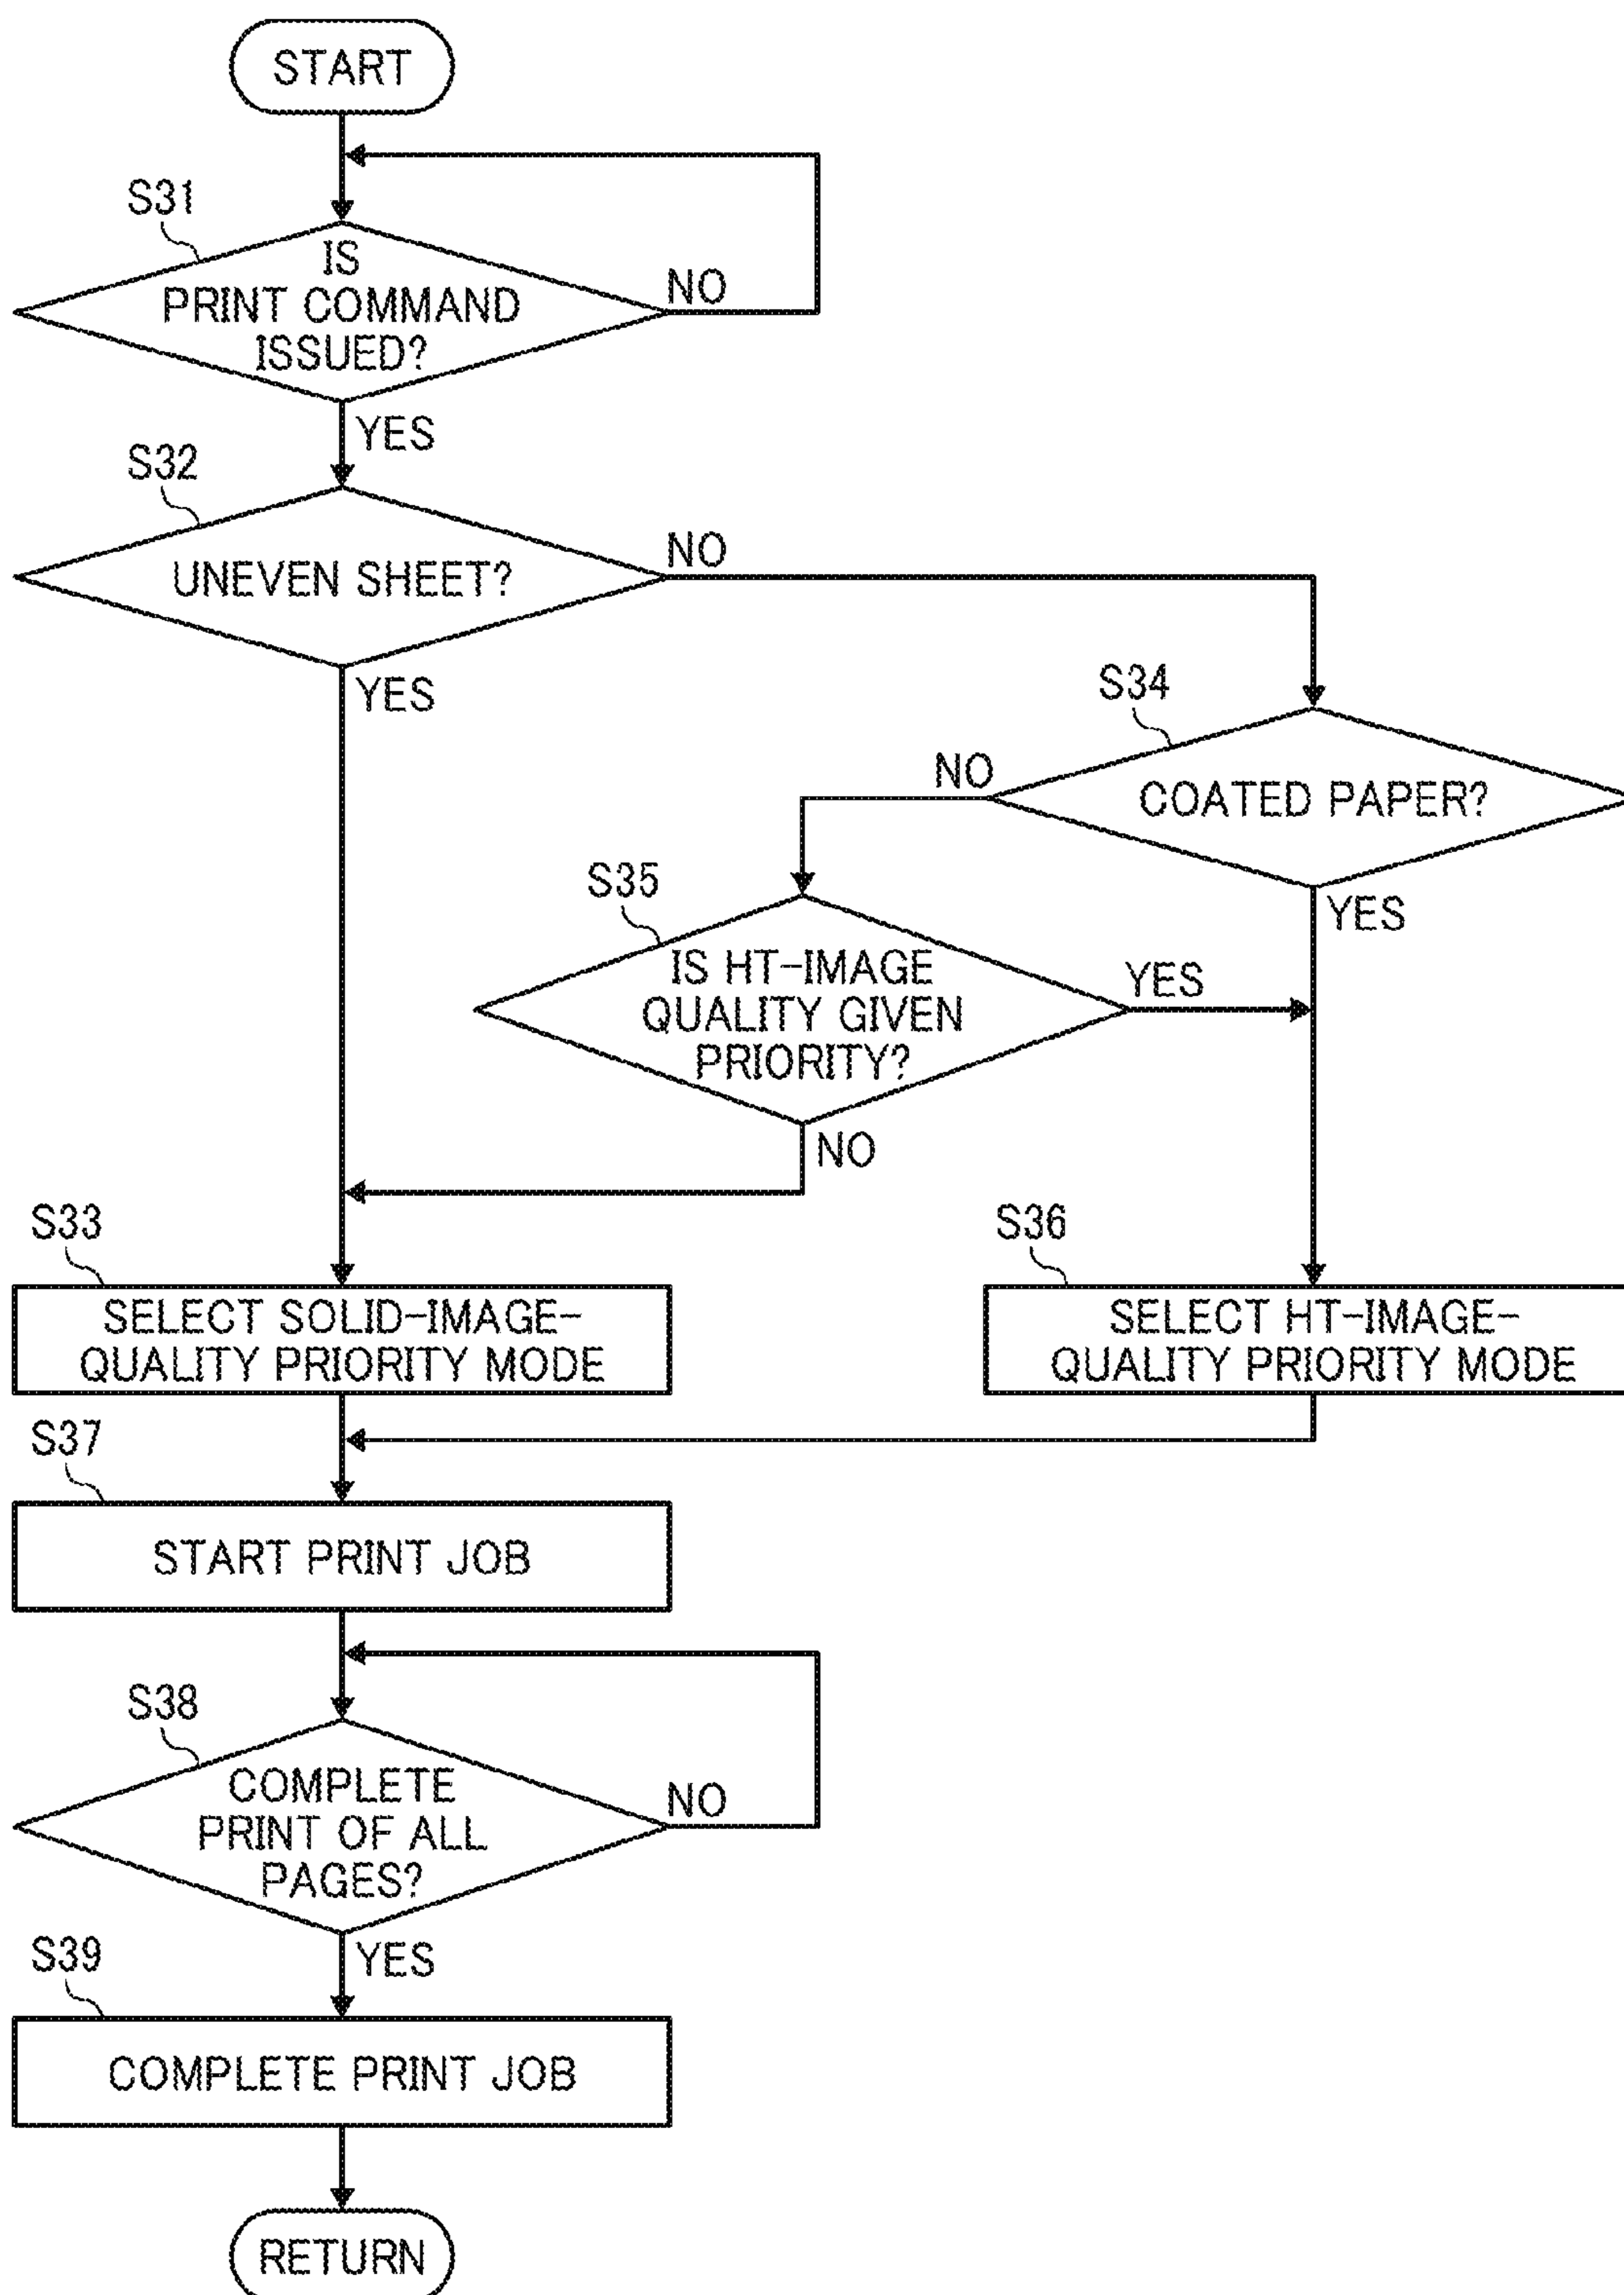 START
S31
IS
PRINT COMMAND
ISSUED?
NO
YES
S32
UNEVEN SHEET?
NO
YES
S34
COATED PAPER?
NO
YES
S35
IS HT-IMAGE
QUALITY GIVEN
PRIORITY?
YES
NO
S33
SELECT SOLID-IMAGE-
QUALITY PRIORITY MODE
S36
SELECT HT-IMAGE-
QUALITY PRIORITY MODE
S37
START PRINT JOB
S38
COMPLETE
PRINT OF ALL
PAGES?
NO
YES
S39
COMPLETE PRINT JOB
RETURN